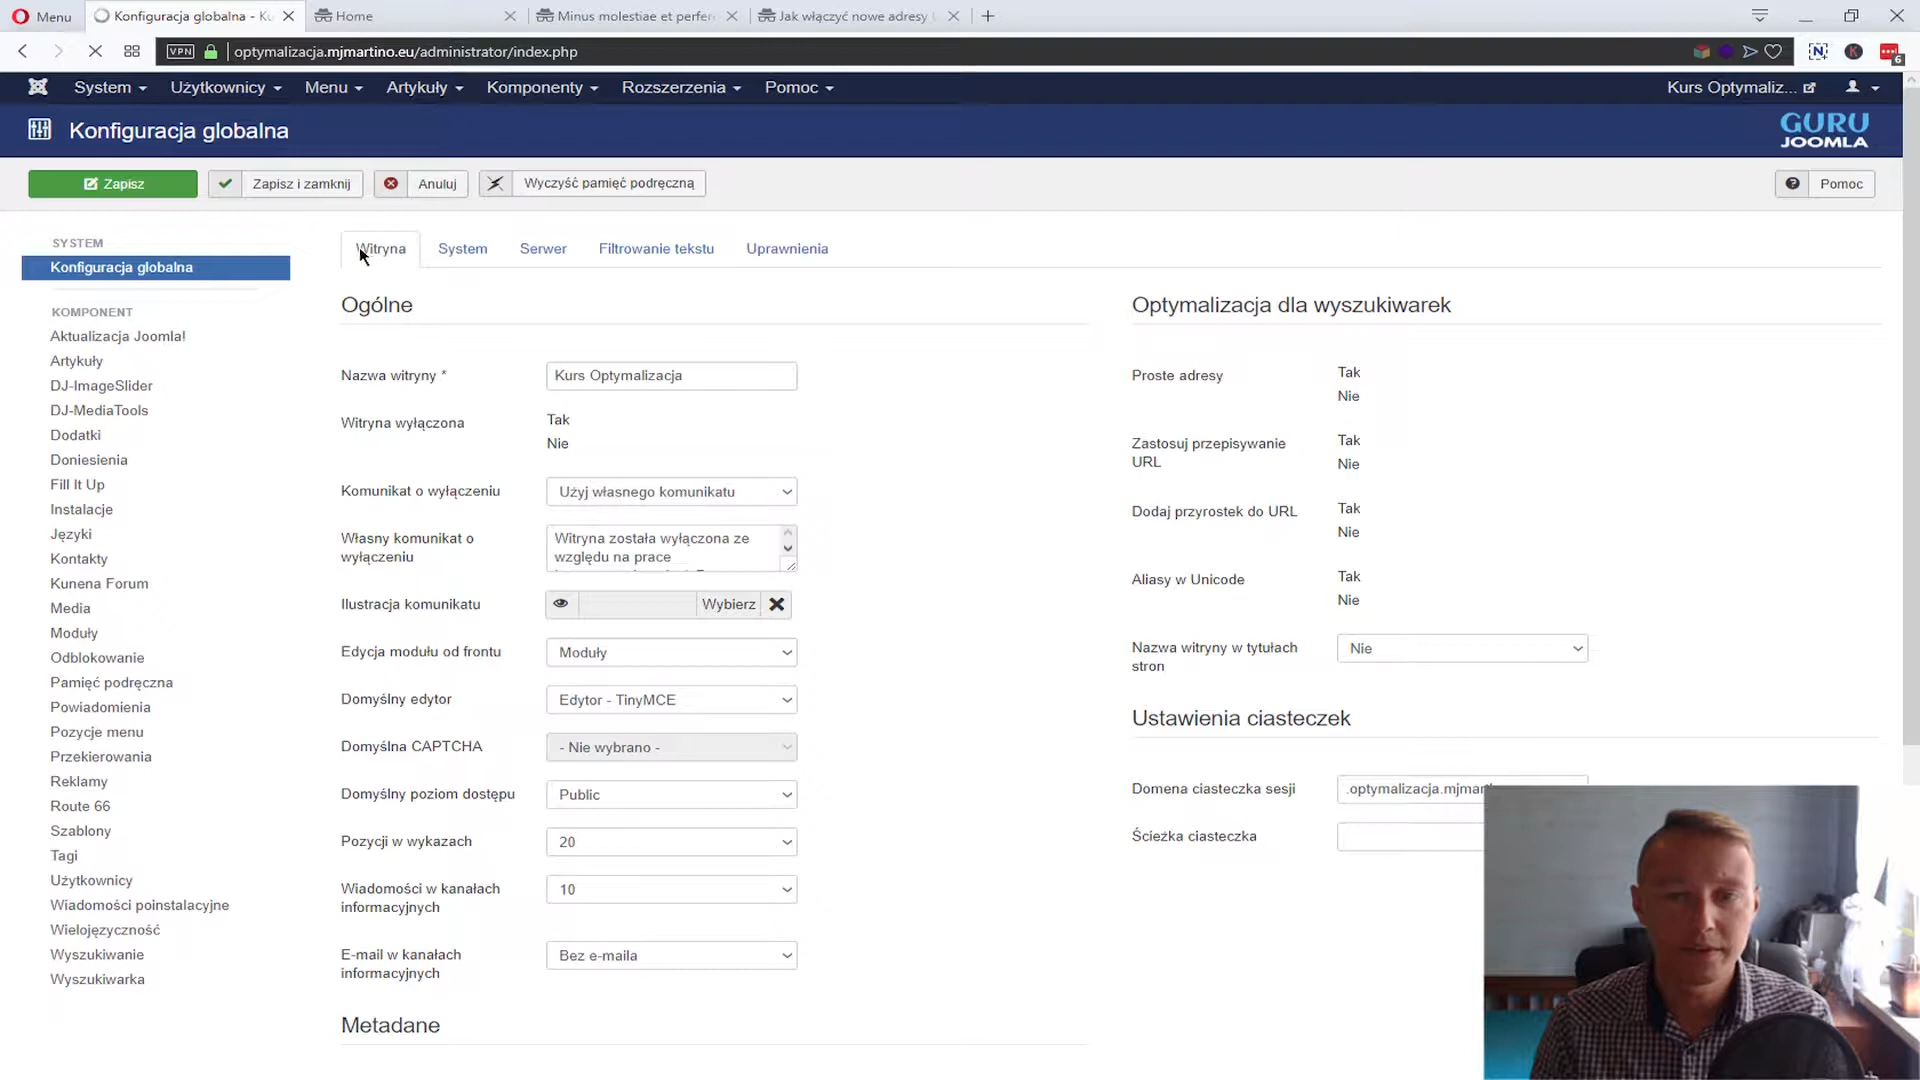 Menu
Konfiguracja globalna - Ku
Home
Minus molestiae et perfer
Jak włączyć nowe adresy
VPN
optymalizacja.mjmartino.eu/administrator/index.php
N
K
6
System
Użytkownicy
Menu
Artykuły
Komponenty
Rozszerzenia
Pomoc
Kurs Optymaliz...
Konfiguracja globalna
GURU
JOOMLA
Zapisz
Zapisz i zamknij
Anuluj
Wyczyść pamięć podręczną
Pomoc
SYSTEM
Konfiguracja globalna
KOMPONENT
Aktualizacja Joomla!
Artykuły
DJ-ImageSlider
DJ-MediaTools
Dodatki
Doniesienia
Fill It Up
Instalacje
Języki
Kontakty
Kunena Forum
Media
Moduły
Odblokowanie
Pamięć podręczna
Powiadomienia
Pozycje menu
Przekierowania
Reklamy
Route 66
Szablony
Tagi
Użytkownicy
Wiadomości poinstalacyjne
Wielojęzyczność
Wyszukiwanie
Wyszukiwarka
Witryna
System
Serwer
Filtrowanie tekstu
Uprawnienia
Ogólne
Nazwa witryny *
Kurs Optymalizacja
Witryna wyłączona
Tak
Nie
Komunikat o wyłączeniu
Użyj własnego komunikatu
Własny komunikat o
wyłączeniu
Witryna została wyłączona ze
względu na prace
Ilustracja komunikatu
Wybierz
Edycja modułu od frontu
Moduły
Domyślny edytor
Edytor - TinyMCE
Domyślna CAPTCHA
- Nie wybrano -
Domyślny poziom dostępu
Public
Pozycji w wykazach
20
Wiadomości w kanałach
informacyjnych
10
E-mail w kanałach
informacyjnych
Bez e-maila
Metadane
Optymalizacja dla wyszukiwarek
Proste adresy
Tak
Nie
Zastosuj przepisywanie
URL
Tak
Nie
Dodaj przyrostek do URL
Tak
Nie
Aliasy w Unicode
Tak
Nie
Nazwa witryny w tytułach
stron
Nie
Ustawienia ciasteczek
Domena ciasteczka sesji
.optymalizacja.mjmart
Ścieżka ciasteczka